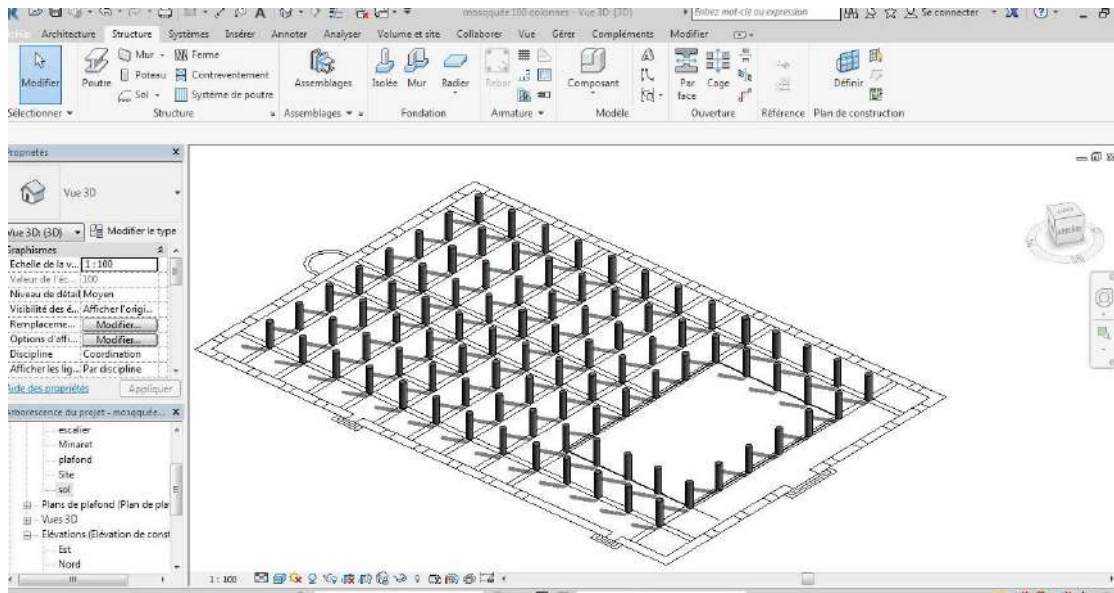 mosqquée 100 colonnes - Vue 3D: {3D}
Entrez mot-clé ou expression
Se connecter
Architecture Structure Systèmes Insérer Annoter Analyser Volume et site Collaborer Vue Gérer Compléments Modifier
Modifier
Poutre
Mur
Poteau
Sol
Ferme
Contreventement
Système de poutre
Assemblages
Isolée Mur Radier
Rebar
Composant
Par face
Cage
Définir
Sélectionner Structure Assemblages Fondation Armature Modèle Ouverture Référence Plan de construction
Propriétés
Vue 3D
Vue 3D: {3D} Modifier le type
Graphismes
Echelle de la v... 1 : 100
Valeur de l'éc... 100
Niveau de détail Moyen
Visibilité des é... Afficher l'origi...
Remplaceme... Modifier...
Options d'affi... Modifier...
Discipline Coordination
Afficher les lig... Par discipline
Aide des propriétés Appliquer
Arborescence du projet - mosqquée...
escalier
Minaret
plafond
Site
sol
Plans de plafond (Plan de pla
Vues 3D
Elévations (Elévation de const
Est
Nord
1 : 100